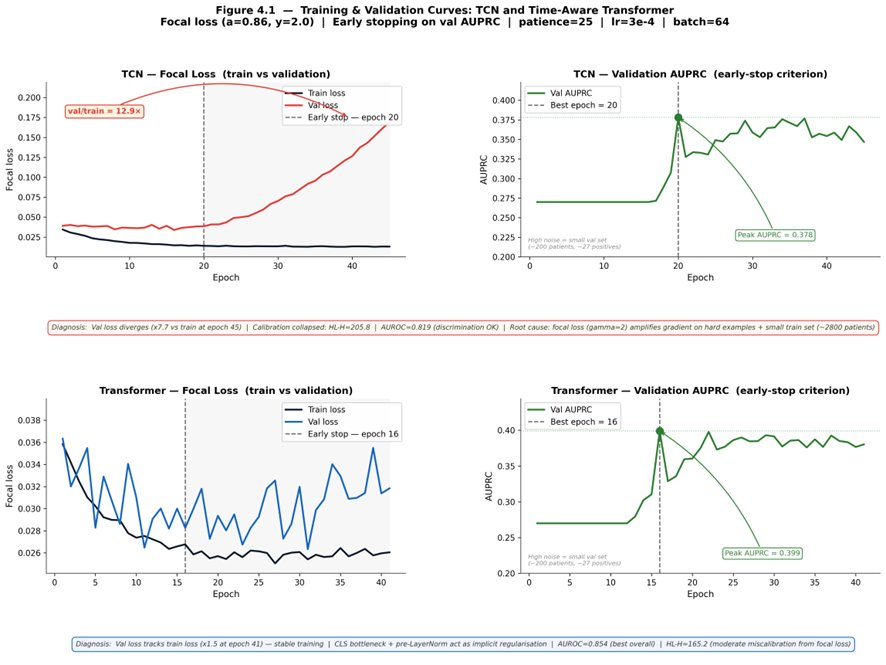 Figure 4.1 — Training & Validation Curves: TCN and Time-Aware Transformer
Focal loss (a=0.86, y=2.0) | Early stopping on val AUPRC | patience=25 | lr=3e-4 | batch=64
TCN — Focal Loss (train vs validation)
Focal loss
0.200
0.175
0.150
0.125
0.100
0.075
0.050
0.025
val/train = 12.9×
Train loss
Val loss
Early stop — epoch 20
0
20
40
Epoch
TCN — Validation AUPRC (early-stop criterion)
AUPRC
0.400
0.375
0.350
0.325
0.300
0.275
0.250
0.225
0.200
Val AUPRC
Best epoch = 20
Peak AUPRC = 0.378
High noise = small val set
(~200 patients, ~27 positives)
0
20
40
Epoch
Diagnosis: Val loss diverges (x7.7 vs train at epoch 45) | Calibration collapsed: HL-H=205.8 | AUROC=0.819 (discrimination OK) | Root cause: focal loss (gamma=2) amplifies gradient on hard examples + small train set (~2800 patients)
Transformer — Focal Loss (train vs validation)
Focal loss
0.038
0.036
0.034
0.032
0.030
0.028
0.026
Train loss
Val loss
Early stop — epoch 16
0
5
10
15
20
25
30
35
40
Epoch
Transformer — Validation AUPRC (early-stop criterion)
AUPRC
0.40
0.35
0.30
0.25
0.20
Val AUPRC
Best epoch = 16
Peak AUPRC = 0.399
High noise = small val set
(~200 patients, ~27 positives)
0
5
10
15
20
25
30
35
40
Epoch
Diagnosis: Val loss tracks train loss (x1.5 at epoch 41) — stable training | CLS bottleneck + pre-LayerNorm act as implicit regularisation | AUROC=0.854 (best overall) | HL-H=165.2 (moderate miscalibration from focal loss)